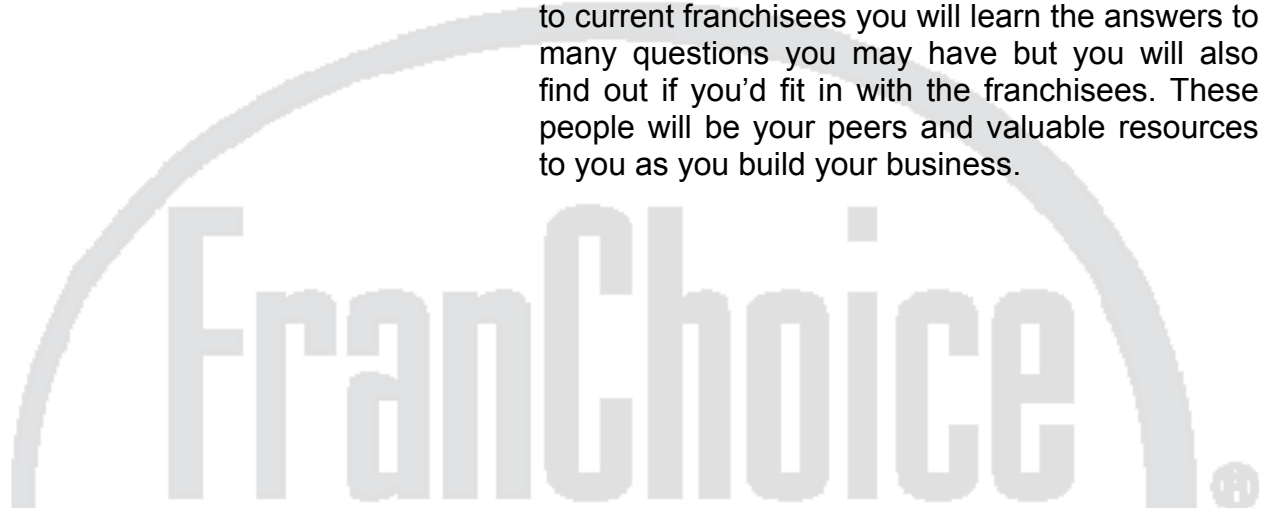 to current franchisees you will learn the answers to
many questions you may have but you will also
find out if you’d fit in with the franchisees. These
people will be your peers and valuable resources
to you as you build your business.
FranChoice
®